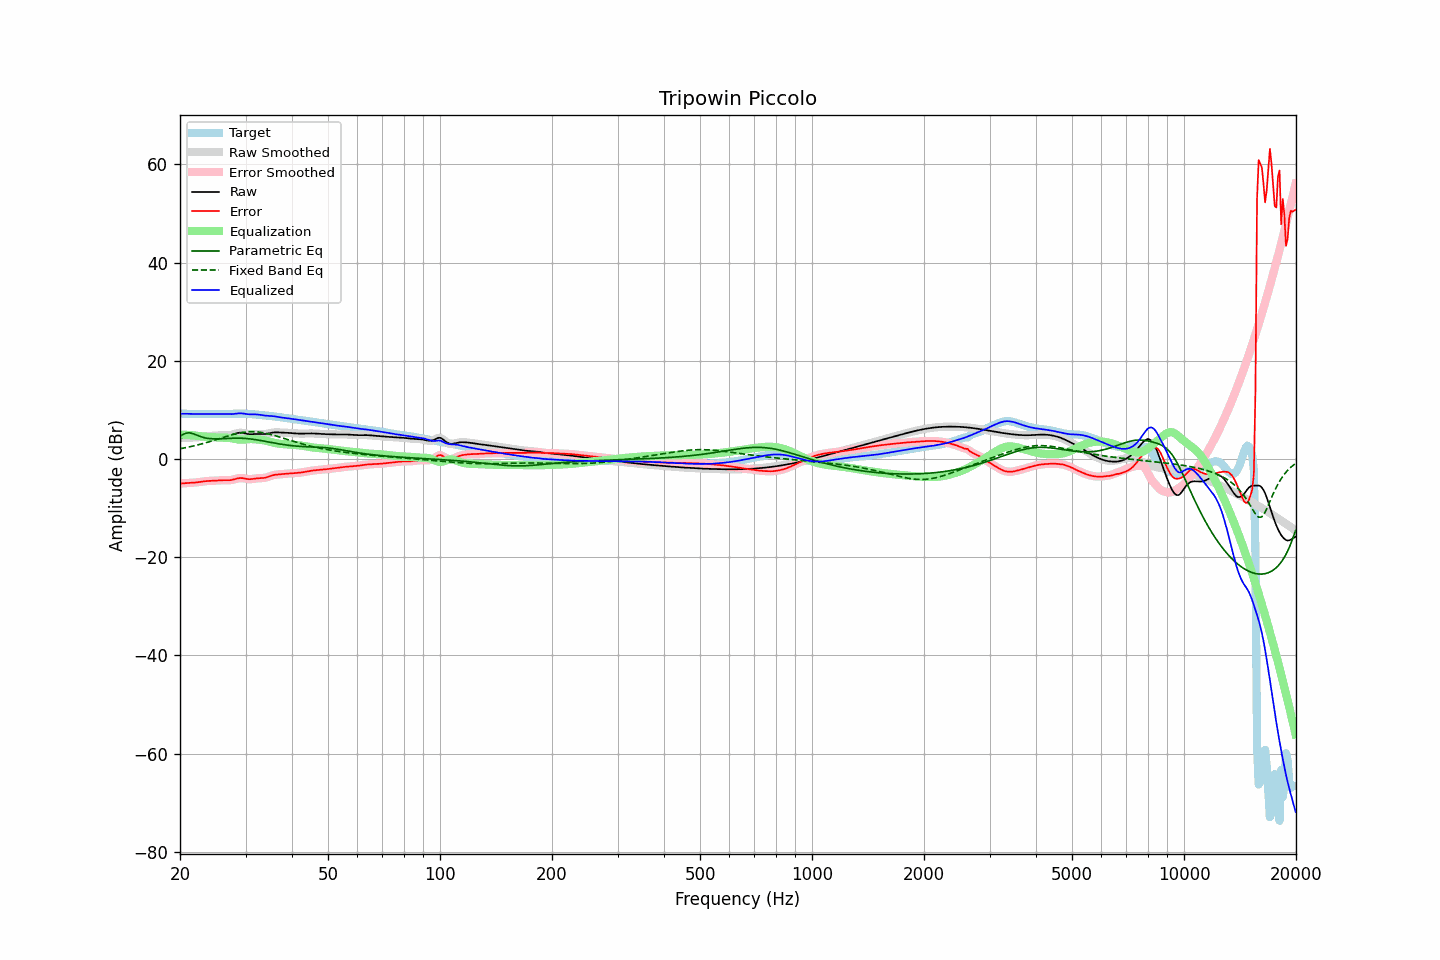 Tripowin Piccolo
Target
Raw Smoothed
Error Smoothed
Raw
Error
Equalization
Parametric Eq
Fixed Band Eq
Equalized
Amplitude (dBr)
60
40
20
0
−20
−40
−60
−80
20 50 100 200 500 1000 2000 5000 10000 20000
Frequency (Hz)